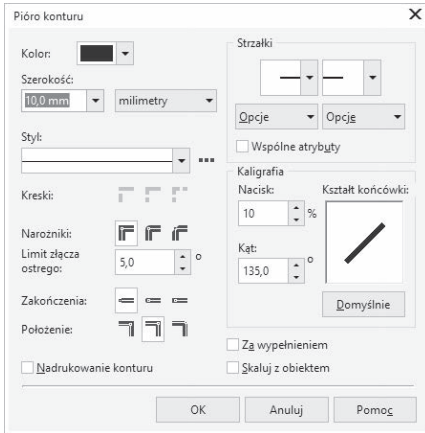 Pióro konturu
Kolor:
Szerokość:
10,0 mm
milimetry
Styl:
Kreski:
Narożniki:
Limit złącza
ostrego:
5,0
°
Zakończenia:
Położenie:
Nadrukowanie konturu
Strzałki
Opcje
Opcje
Wspólne atrybuty
Kaligrafia
Nacisk:
Kształt końcówki:
10
%
Kąt:
135,0
°
Domyślnie
Za wypełnieniem
Skaluj z obiektem
OK
Anuluj
Pomoc